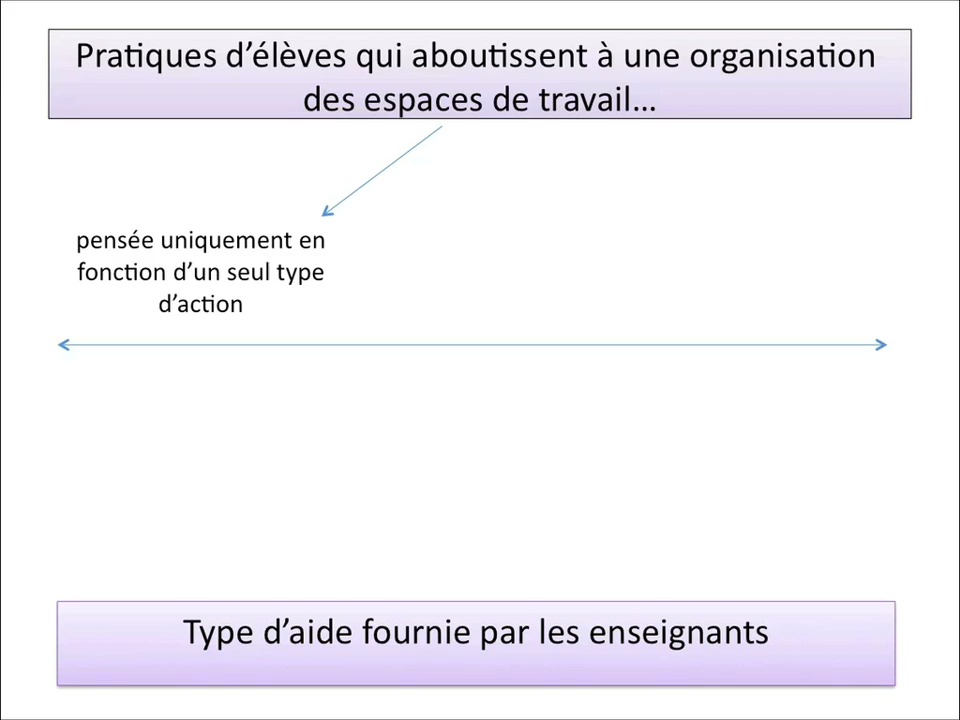 Pratiques d’élèves qui aboutissent à une organisation
des espaces de travail…
pensée uniquement en
fonction d’un seul type
d’action
Type d’aide fournie par les enseignants